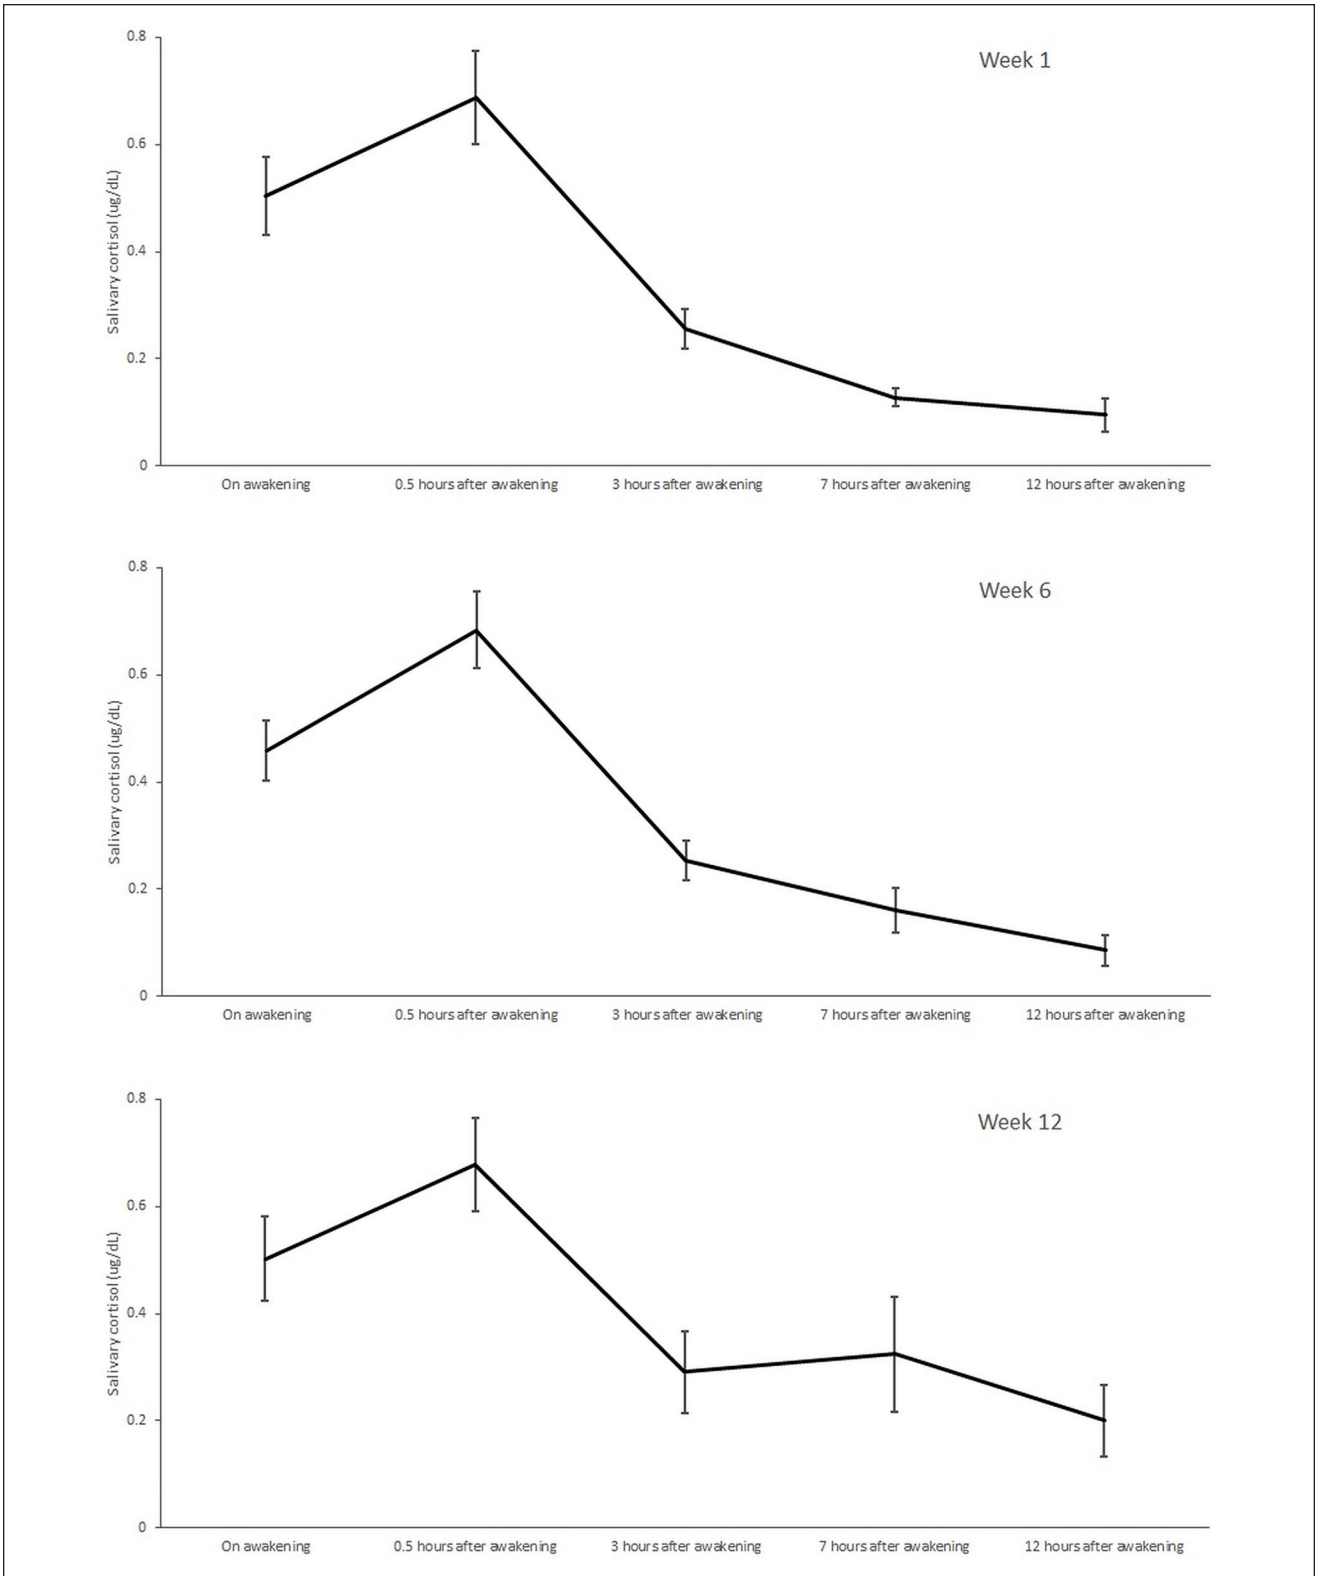 Week 1
Salivary cortisol (ug/dL)
0.8
0.6
0.4
0.2
0
On awakening
0.5 hours after awakening
3 hours after awakening
7 hours after awakening
12 hours after awakening
Week 6
Salivary cortisol (ug/dL)
0.8
0.6
0.4
0.2
0
On awakening
0.5 hours after awakening
3 hours after awakening
7 hours after awakening
12 hours after awakening
Week 12
Salivary cortisol (ug/dL)
0.8
0.6
0.4
0.2
0
On awakening
0.5 hours after awakening
3 hours after awakening
7 hours after awakening
12 hours after awakening